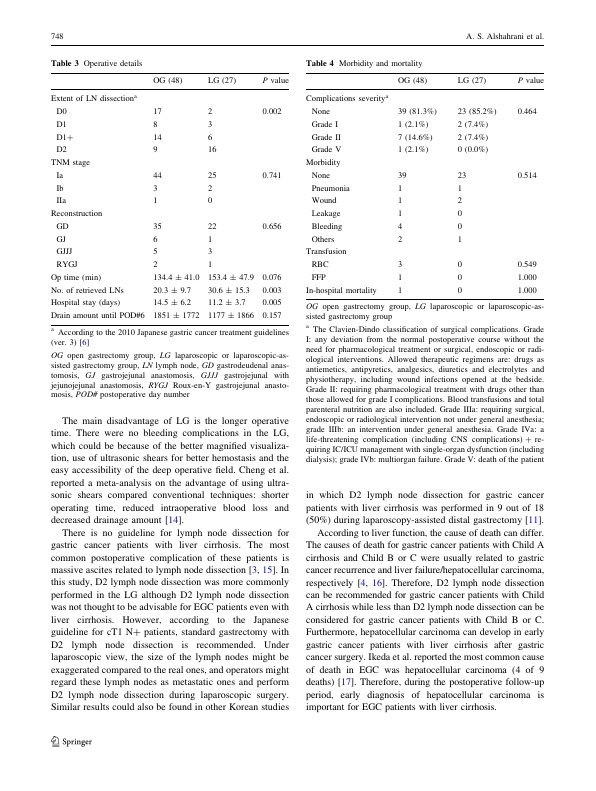 748
A. S. Alshahrani et al.
Table 3 Operative details
OG (48) LG (27) P value
Extent of LN dissectionᵃ
D0 17 2 0.002
D1 8 3
D1+ 14 6
D2 9 16
TNM stage
Ia 44 25 0.741
Ib 3 2
IIa 1 0
Reconstruction
GD 35 22 0.656
GJ 6 1
GJJJ 5 3
RYGJ 2 1
Op time (min) 134.4 ± 41.0 153.4 ± 47.9 0.076
No. of retrieved LNs 20.3 ± 9.7 30.6 ± 15.3 0.003
Hospital stay (days) 14.5 ± 6.2 11.2 ± 3.7 0.005
Drain amount until POD#6 1851 ± 1772 1177 ± 1866 0.157
ᵃ According to the 2010 Japanese gastric cancer treatment guidelines
(ver. 3) [6]
OG open gastrectomy group, LG laparoscopic or laparoscopic-as-
sisted gastrectomy group, LN lymph node, GD gastroduodenal anas-
tomosis, GJ gastrojejunal anastomosis, GJJJ gastrojejunal with
jejunojejunal anastomosis, RYGJ Roux-en-Y gastrojejunal anasto-
mosis, POD# postoperative day number
The main disadvantage of LG is the longer operative
time. There were no bleeding complications in the LG,
which could be because of the better magnified visualiza-
tion, use of ultrasonic shears for better hemostasis and the
easy accessibility of the deep operative field. Cheng et al.
reported a meta-analysis on the advantage of using ultra-
sonic shears compared conventional techniques: shorter
operating time, reduced intraoperative blood loss and
decreased drainage amount [14].
There is no guideline for lymph node dissection for
gastric cancer patients with liver cirrhosis. The most
common postoperative complication of these patients is
massive ascites related to lymph node dissection [3, 15]. In
this study, D2 lymph node dissection was more commonly
performed in the LG although D2 lymph node dissection
was not thought to be advisable for EGC patients even with
liver cirrhosis. However, according to the Japanese
guideline for cT1 N+ patients, standard gastrectomy with
D2 lymph node dissection is recommended. Under
laparoscopic view, the size of the lymph nodes might be
exaggerated compared to the real ones, and operators might
regard these lymph nodes as metastatic ones and perform
D2 lymph node dissection during laparoscopic surgery.
Similar results could also be found in other Korean studies
Table 4 Morbidity and mortality
OG (48) LG (27) P value
Complications severityᵃ
None 39 (81.3%) 23 (85.2%) 0.464
Grade I 1 (2.1%) 2 (7.4%)
Grade II 7 (14.6%) 2 (7.4%)
Grade V 1 (2.1%) 0 (0.0%)
Morbidity
None 39 23 0.514
Pneumonia 1 1
Wound 1 2
Leakage 1 0
Bleeding 4 0
Others 2 1
Transfusion
RBC 3 0 0.549
FFP 1 0 1.000
In-hospital mortality 1 0 1.000
OG open gastrectomy group, LG laparoscopic or laparoscopic-as-
sisted gastrectomy group
ᵃ The Clavien-Dindo classification of surgical complications. Grade
I: any deviation from the normal postoperative course without the
need for pharmacological treatment or surgical, endoscopic or radi-
ological interventions. Allowed therapeutic regimens are: drugs as
antiemetics, antipyretics, analgesics, diuretics and electrolytes and
physiotherapy, including wound infections opened at the bedside.
Grade II: requiring pharmacological treatment with drugs other than
those allowed for grade I complications. Blood transfusions and total
parenteral nutrition are also included. Grade IIIa: requiring surgical,
endoscopic or radiological intervention not under general anesthesia;
grade IIIb: an intervention under general anesthesia. Grade IVa: a
life-threatening complication (including CNS complications) + re-
quiring IC/ICU management with single-organ dysfunction (including
dialysis); grade IVb: multiorgan failure. Grade V: death of the patient
in which D2 lymph node dissection for gastric cancer
patients with liver cirrhosis was performed in 9 out of 18
(50%) during laparoscopy-assisted distal gastrectomy [11].
According to liver function, the cause of death can differ.
The causes of death for gastric cancer patients with Child A
cirrhosis and Child B or C were usually related to gastric
cancer recurrence and liver failure/hepatocellular carcinoma,
respectively [4, 16]. Therefore, D2 lymph node dissection
can be recommended for gastric cancer patients with Child
A cirrhosis while less than D2 lymph node dissection can be
considered for gastric cancer patients with Child B or C.
Furthermore, hepatocellular carcinoma can develop in early
gastric cancer patients with liver cirrhosis after gastric
cancer surgery. Ikeda et al. reported the most common cause
of death in EGC was hepatocellular carcinoma (4 of 9
deaths) [17]. Therefore, during the postoperative follow-up
period, early diagnosis of hepatocellular carcinoma is
important for EGC patients with liver cirrhosis.
Springer